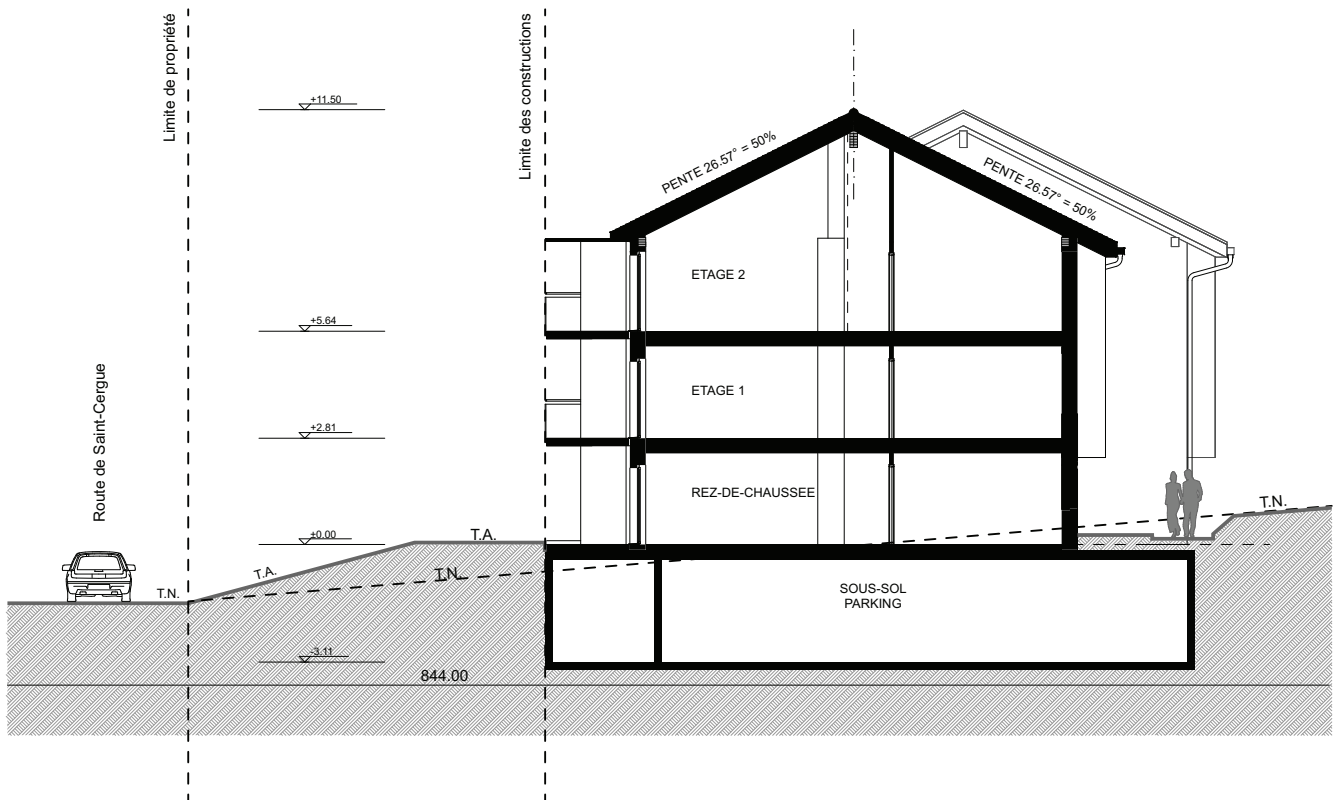 Limite de propriété
Limite des constructions
+11.50
PENTE 26.57° = 50%
PENTE 26.57° = 50%
ETAGE 2
+5.64
Route de Saint-Cergue
ETAGE 1
+2.81
REZ-DE-CHAUSSEE
T.N.
+0.00
T.A.
T.A.
T.N.
T.N.
SOUS-SOL
PARKING
-3.11
844.00